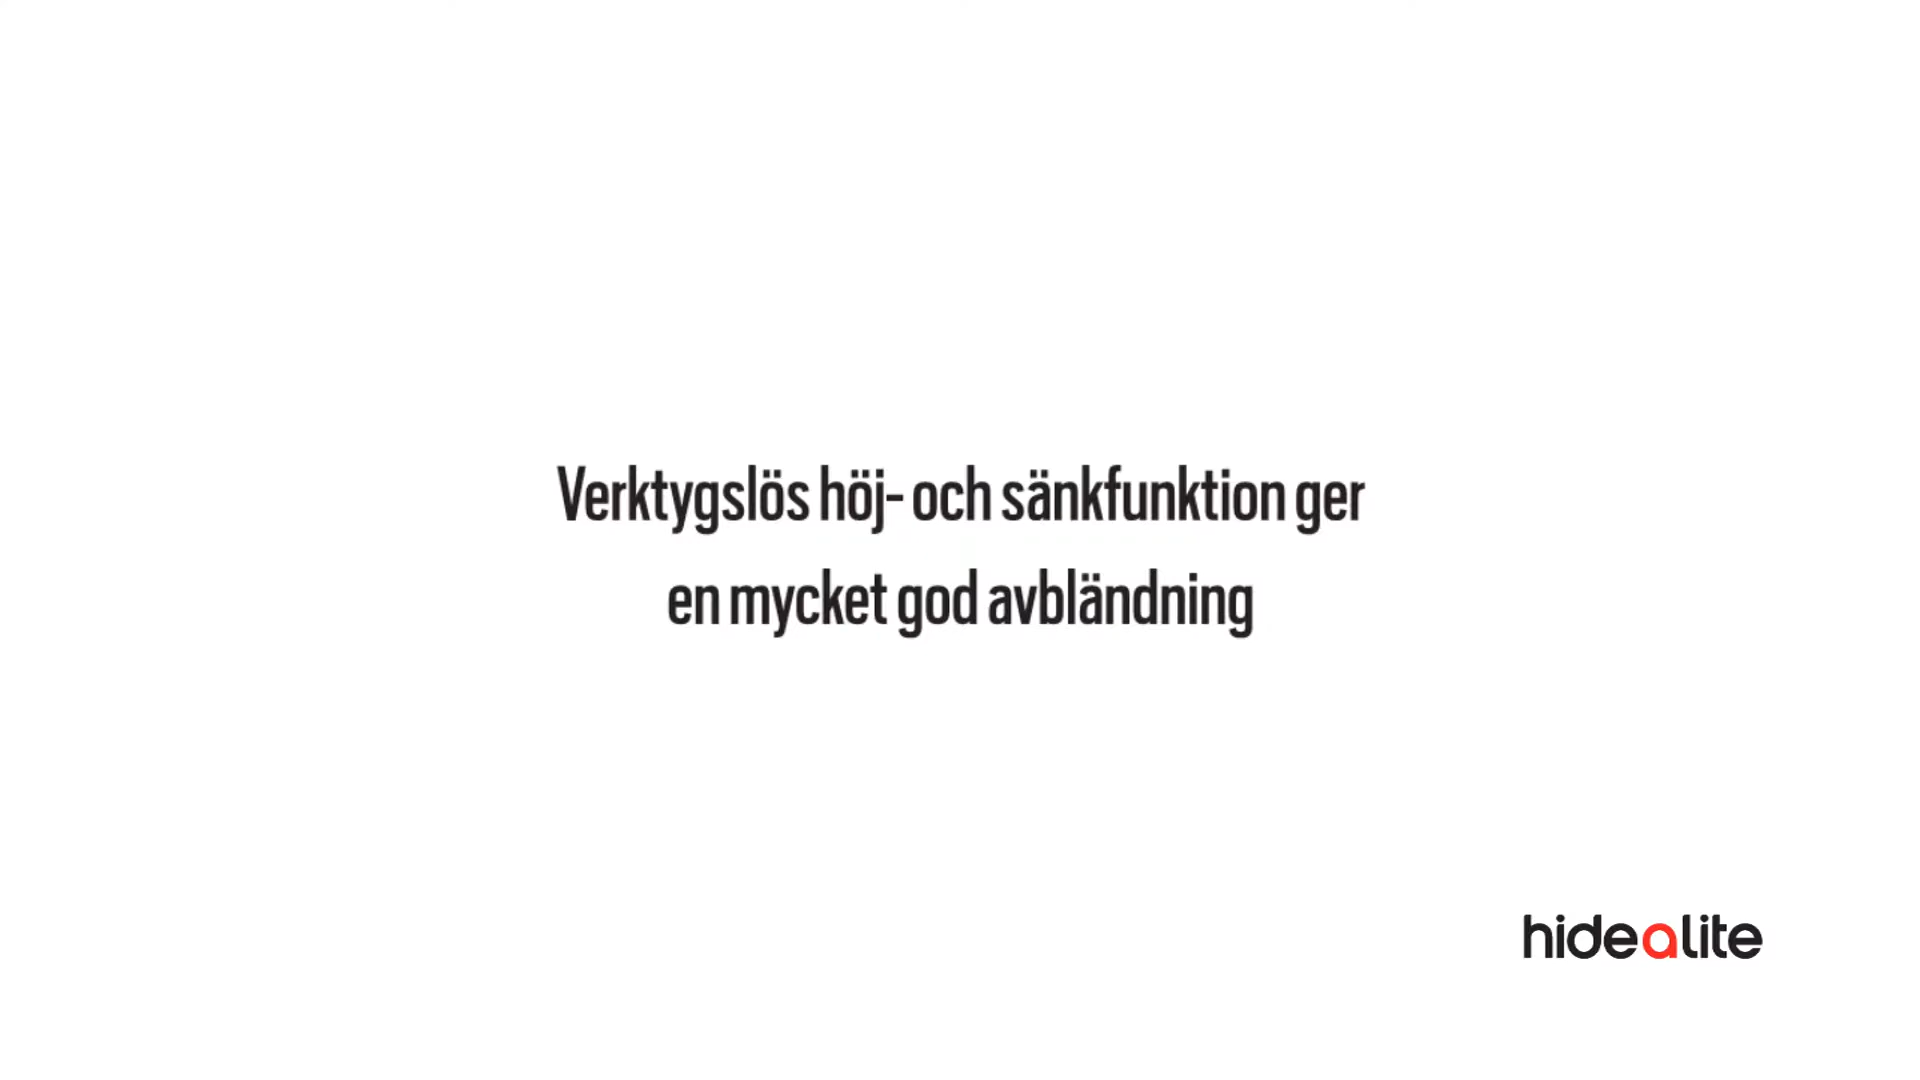 Verktygslös höj- och sänkfunktion ger
en mycket god avbländning
hidealite